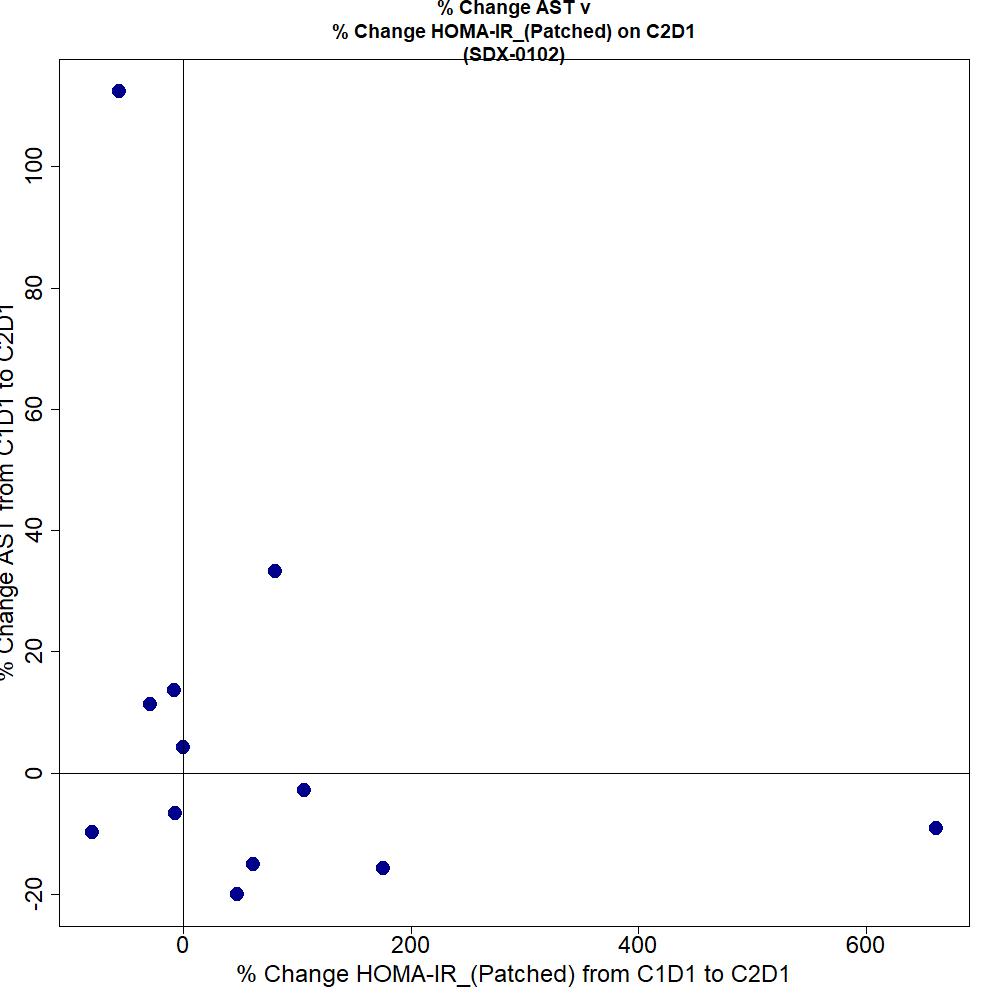 % Change AST v
% Change HOMA-IR_(Patched) on C2D1
(SDX-0102)
% Change AST from C1D1 to C2D1
100
80
60
40
20
0
-20
0
200
400
600
% Change HOMA-IR_(Patched) from C1D1 to C2D1